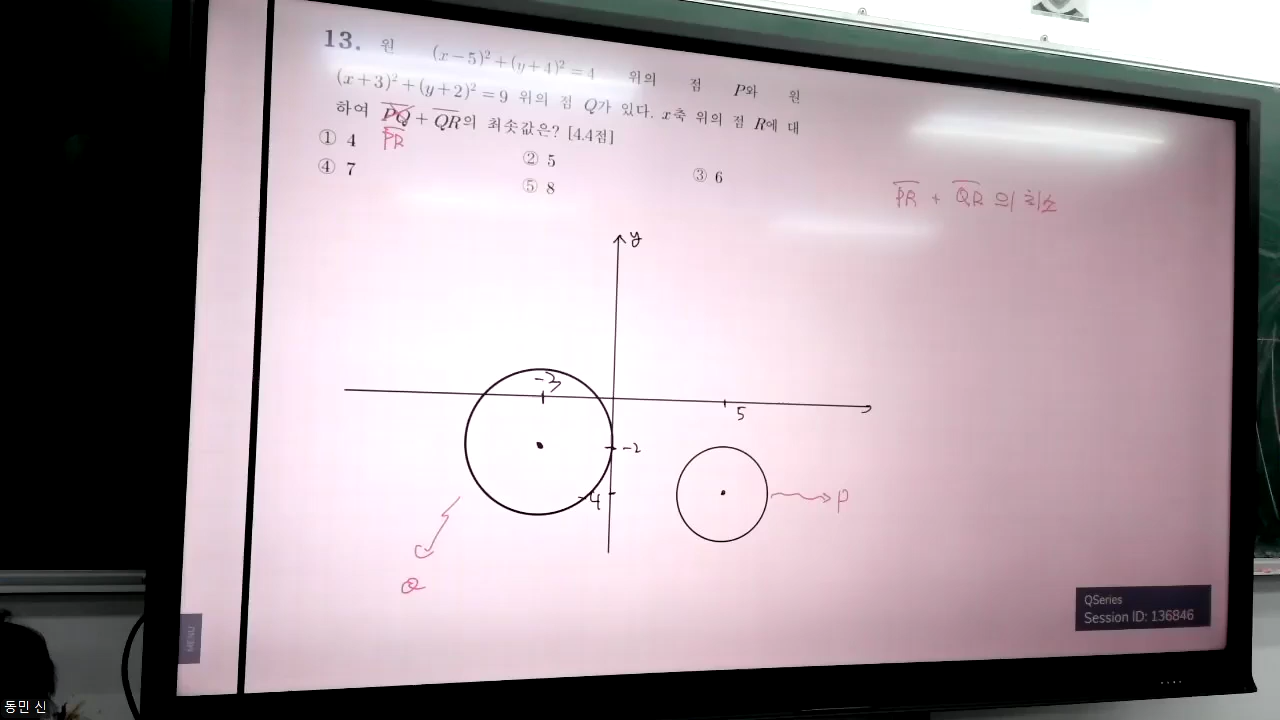 13. 원 (x-5)²+(y+4)²=4 위의 점 P와 원
(x+3)²+(y+2)²=9 위의 점 Q가 있다. x축 위의 점 R에 대
하여 PQ+QR의 최솟값은? [4.4점]
PR
① 4 ② 5 ③ 6
④ 7 ⑤ 8
PR + QR 의 최소
y
-3
5
-2
-4
P
Q
QSeries
Session ID: 136846
동민 신